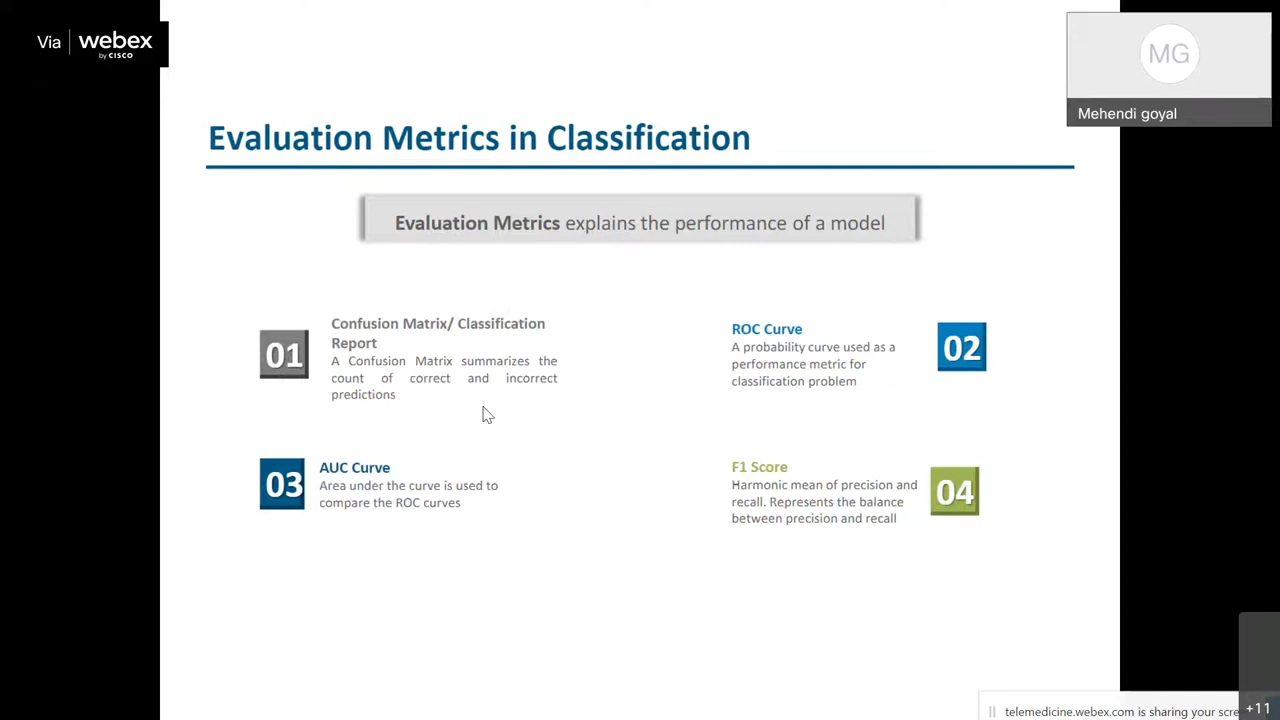 Via webex
by CISCO
MG
Mehendi goyal
Evaluation Metrics in Classification
Evaluation Metrics explains the performance of a model
01
Confusion Matrix/ Classification
Report
A Confusion Matrix summarizes the
count of correct and incorrect
predictions
ROC Curve
A probability curve used as a
performance metric for
classification problem
02
03
AUC Curve
Area under the curve is used to
compare the ROC curves
F1 Score
Harmonic mean of precision and
recall. Represents the balance
between precision and recall
04
telemedicine.webex.com is sharing your scre
+11